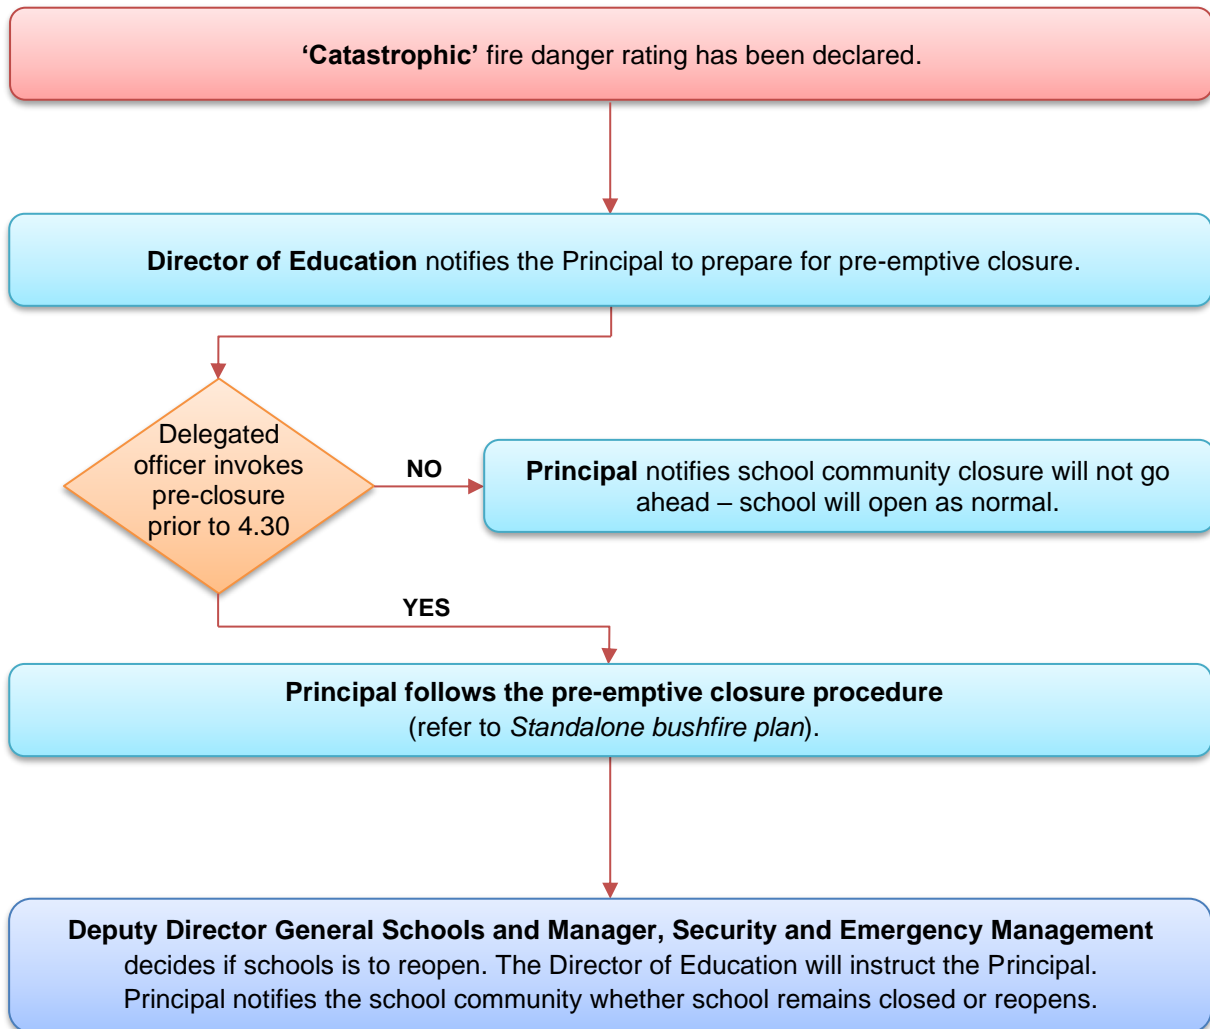 ‘Catastrophic’ fire danger rating has been declared.
Director of Education notifies the Principal to prepare for pre-emptive closure.
Delegated
officer invokes
pre-closure
prior to 4.30
NO
Principal notifies school community closure will not go
ahead – school will open as normal.
YES
Principal follows the pre-emptive closure procedure
(refer to Standalone bushfire plan).
Deputy Director General Schools and Manager, Security and Emergency Management
decides if schools is to reopen. The Director of Education will instruct the Principal.
Principal notifies the school community whether school remains closed or reopens.